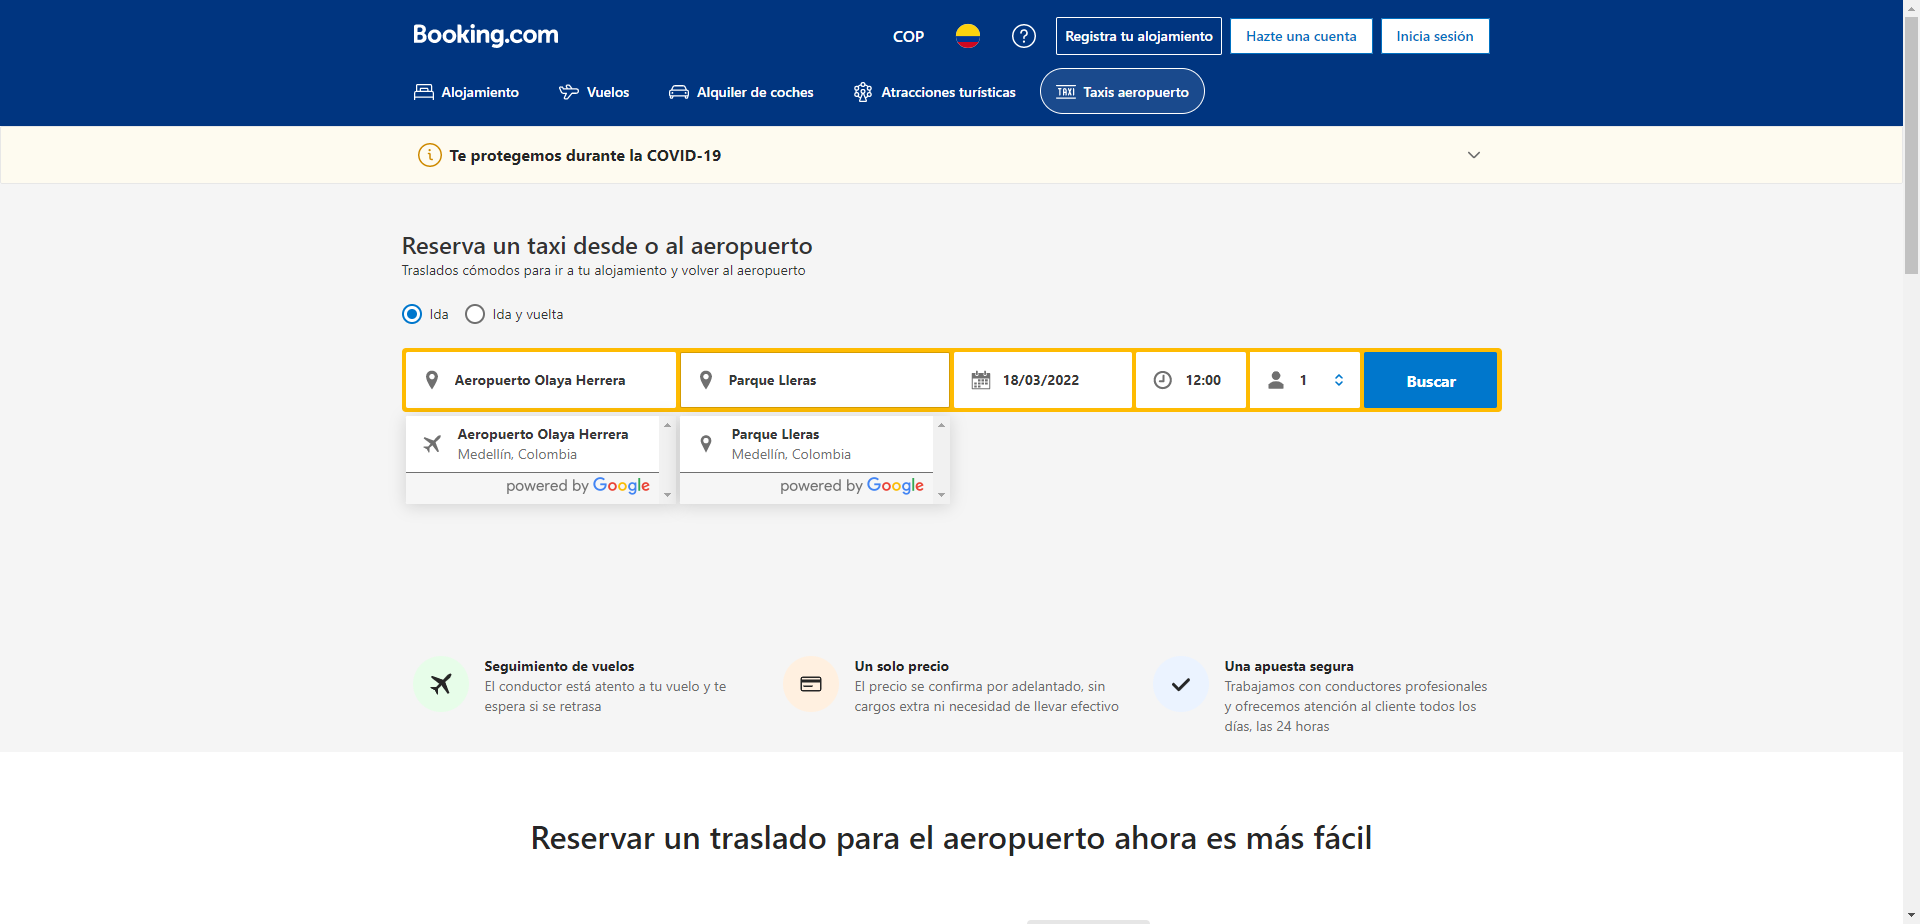 Booking.com
COP
Registra tu alojamiento
Hazte una cuenta
Inicia sesión
Alojamiento
Vuelos
Alquiler de coches
Atracciones turísticas
TAXI
Taxis aeropuerto
Te protegemos durante la COVID-19
Reserva un taxi desde o al aeropuerto
Traslados cómodos para ir a tu alojamiento y volver al aeropuerto
Ida
Ida y vuelta
Aeropuerto Olaya Herrera
Parque Lleras
18/03/2022
12:00
1
Buscar
Aeropuerto Olaya Herrera
Medellín, Colombia
powered by Google
Parque Lleras
Medellín, Colombia
powered by Google
Seguimiento de vuelos
El conductor está atento a tu vuelo y te
espera si se retrasa
Un solo precio
El precio se confirma por adelantado, sin
cargos extra ni necesidad de llevar efectivo
Una apuesta segura
Trabajamos con conductores profesionales
y ofrecemos atención al cliente todos los
días, las 24 horas
Reservar un traslado para el aeropuerto ahora es más fácil